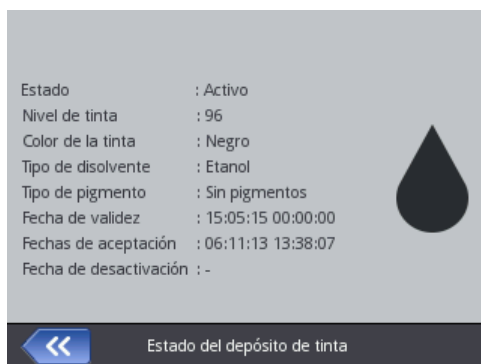 Estado : Activo
Nivel de tinta : 96
Color de la tinta : Negro
Tipo de disolvente : Etanol
Tipo de pigmento : Sin pigmentos
Fecha de validez : 15:05:15 00:00:00
Fechas de aceptación : 06:11:13 13:38:07
Fecha de desactivación : -
Estado del depósito de tinta